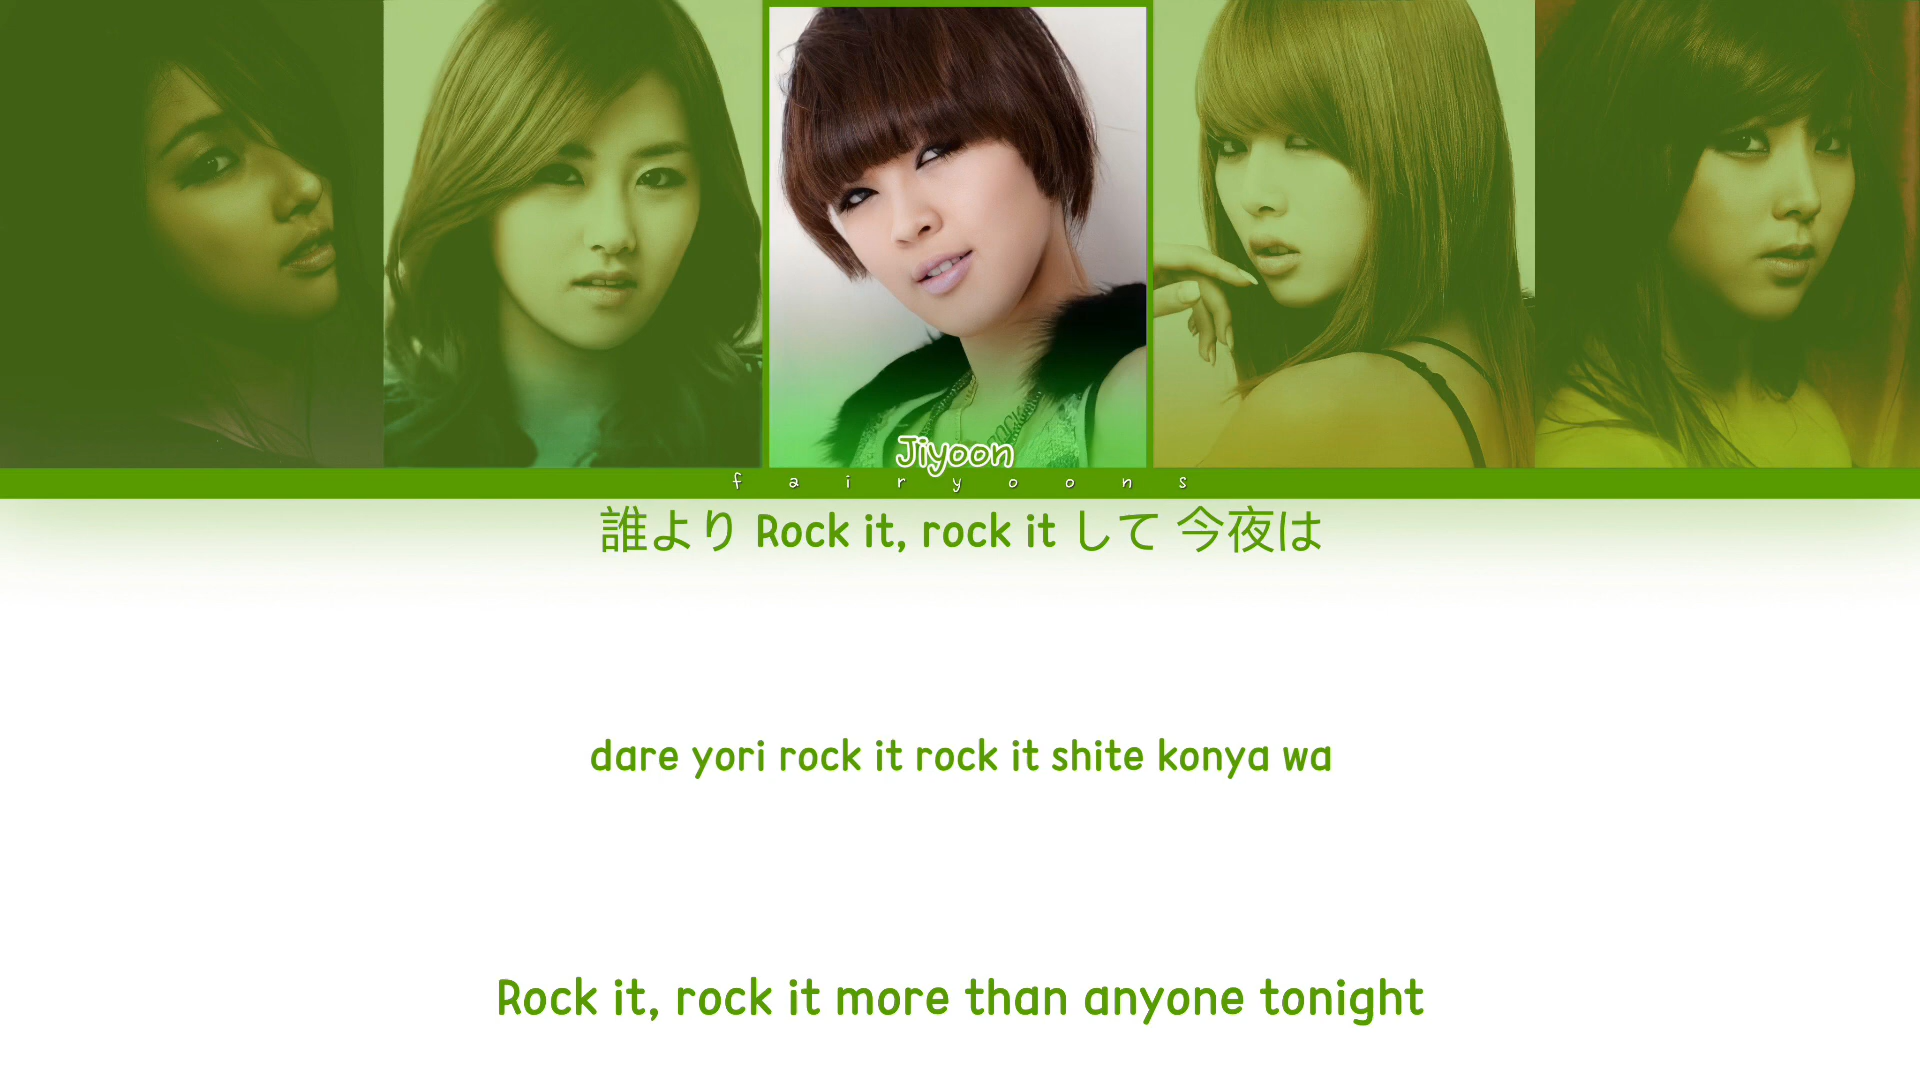 Jiyoon
fairyoons
誰より Rock it, rock it して 今夜は
dare yori rock it rock it shite konya wa
Rock it, rock it more than anyone tonight